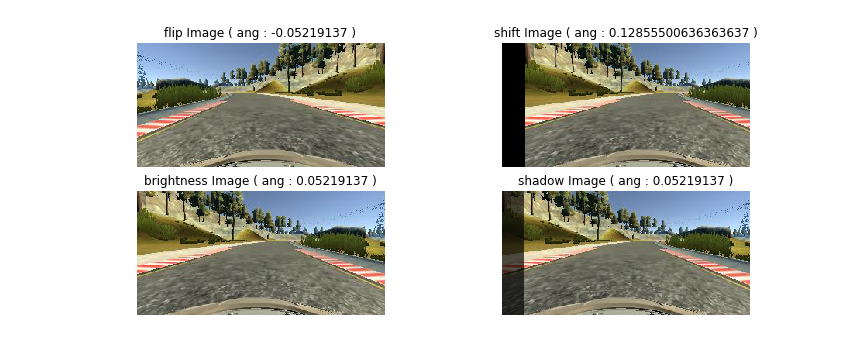 flip Image ( ang : -0.05219137 )
shift Image ( ang : 0.12855500636363637 )
brightness Image ( ang : 0.05219137 )
shadow Image ( ang : 0.05219137 )